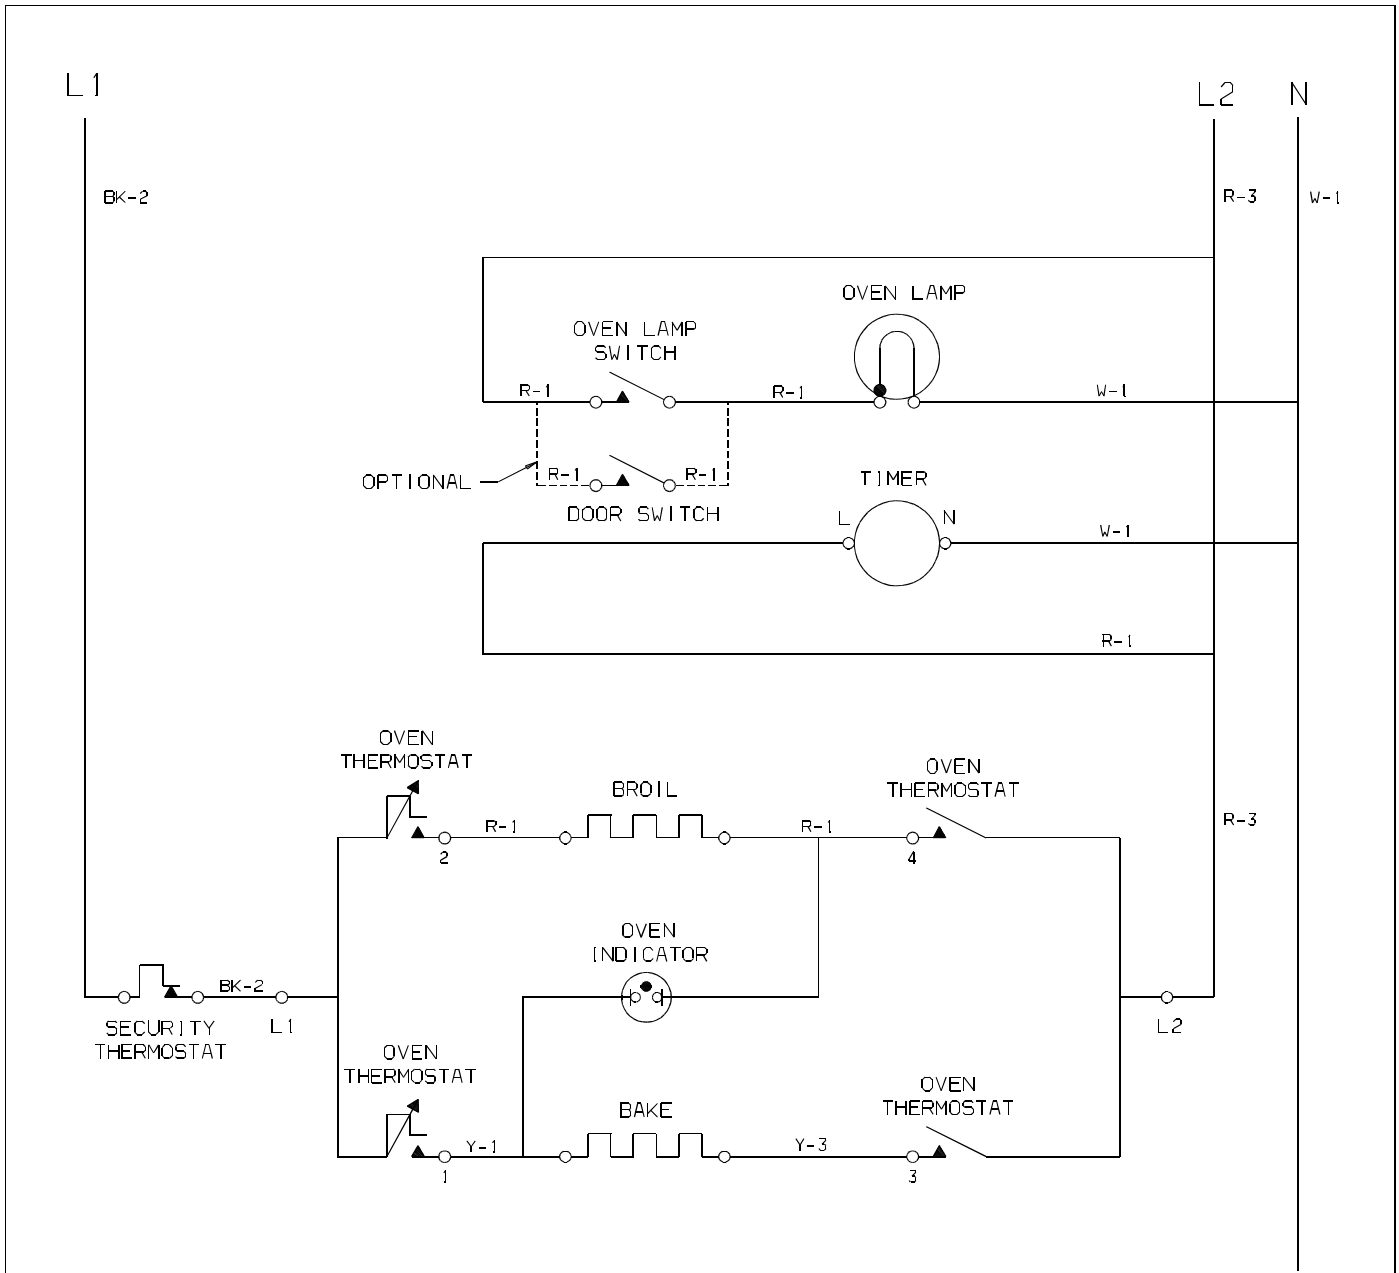 L1
L2 N
BK-2
R-3
W-1
OVEN LAMP
OVEN LAMP
SWITCH
R-1
R-1
W-1
OPTIONAL
R-1
R-1
DOOR SWITCH
TIMER
L
N
W-1
R-1
OVEN
THERMOSTAT
BROIL
OVEN
THERMOSTAT
R-1
R-1
R-3
2
4
OVEN
INDICATOR
BK-2
SECURITY
THERMOSTAT
L1
L2
OVEN
THERMOSTAT
BAKE
OVEN
THERMOSTAT
Y-1
Y-3
1
3